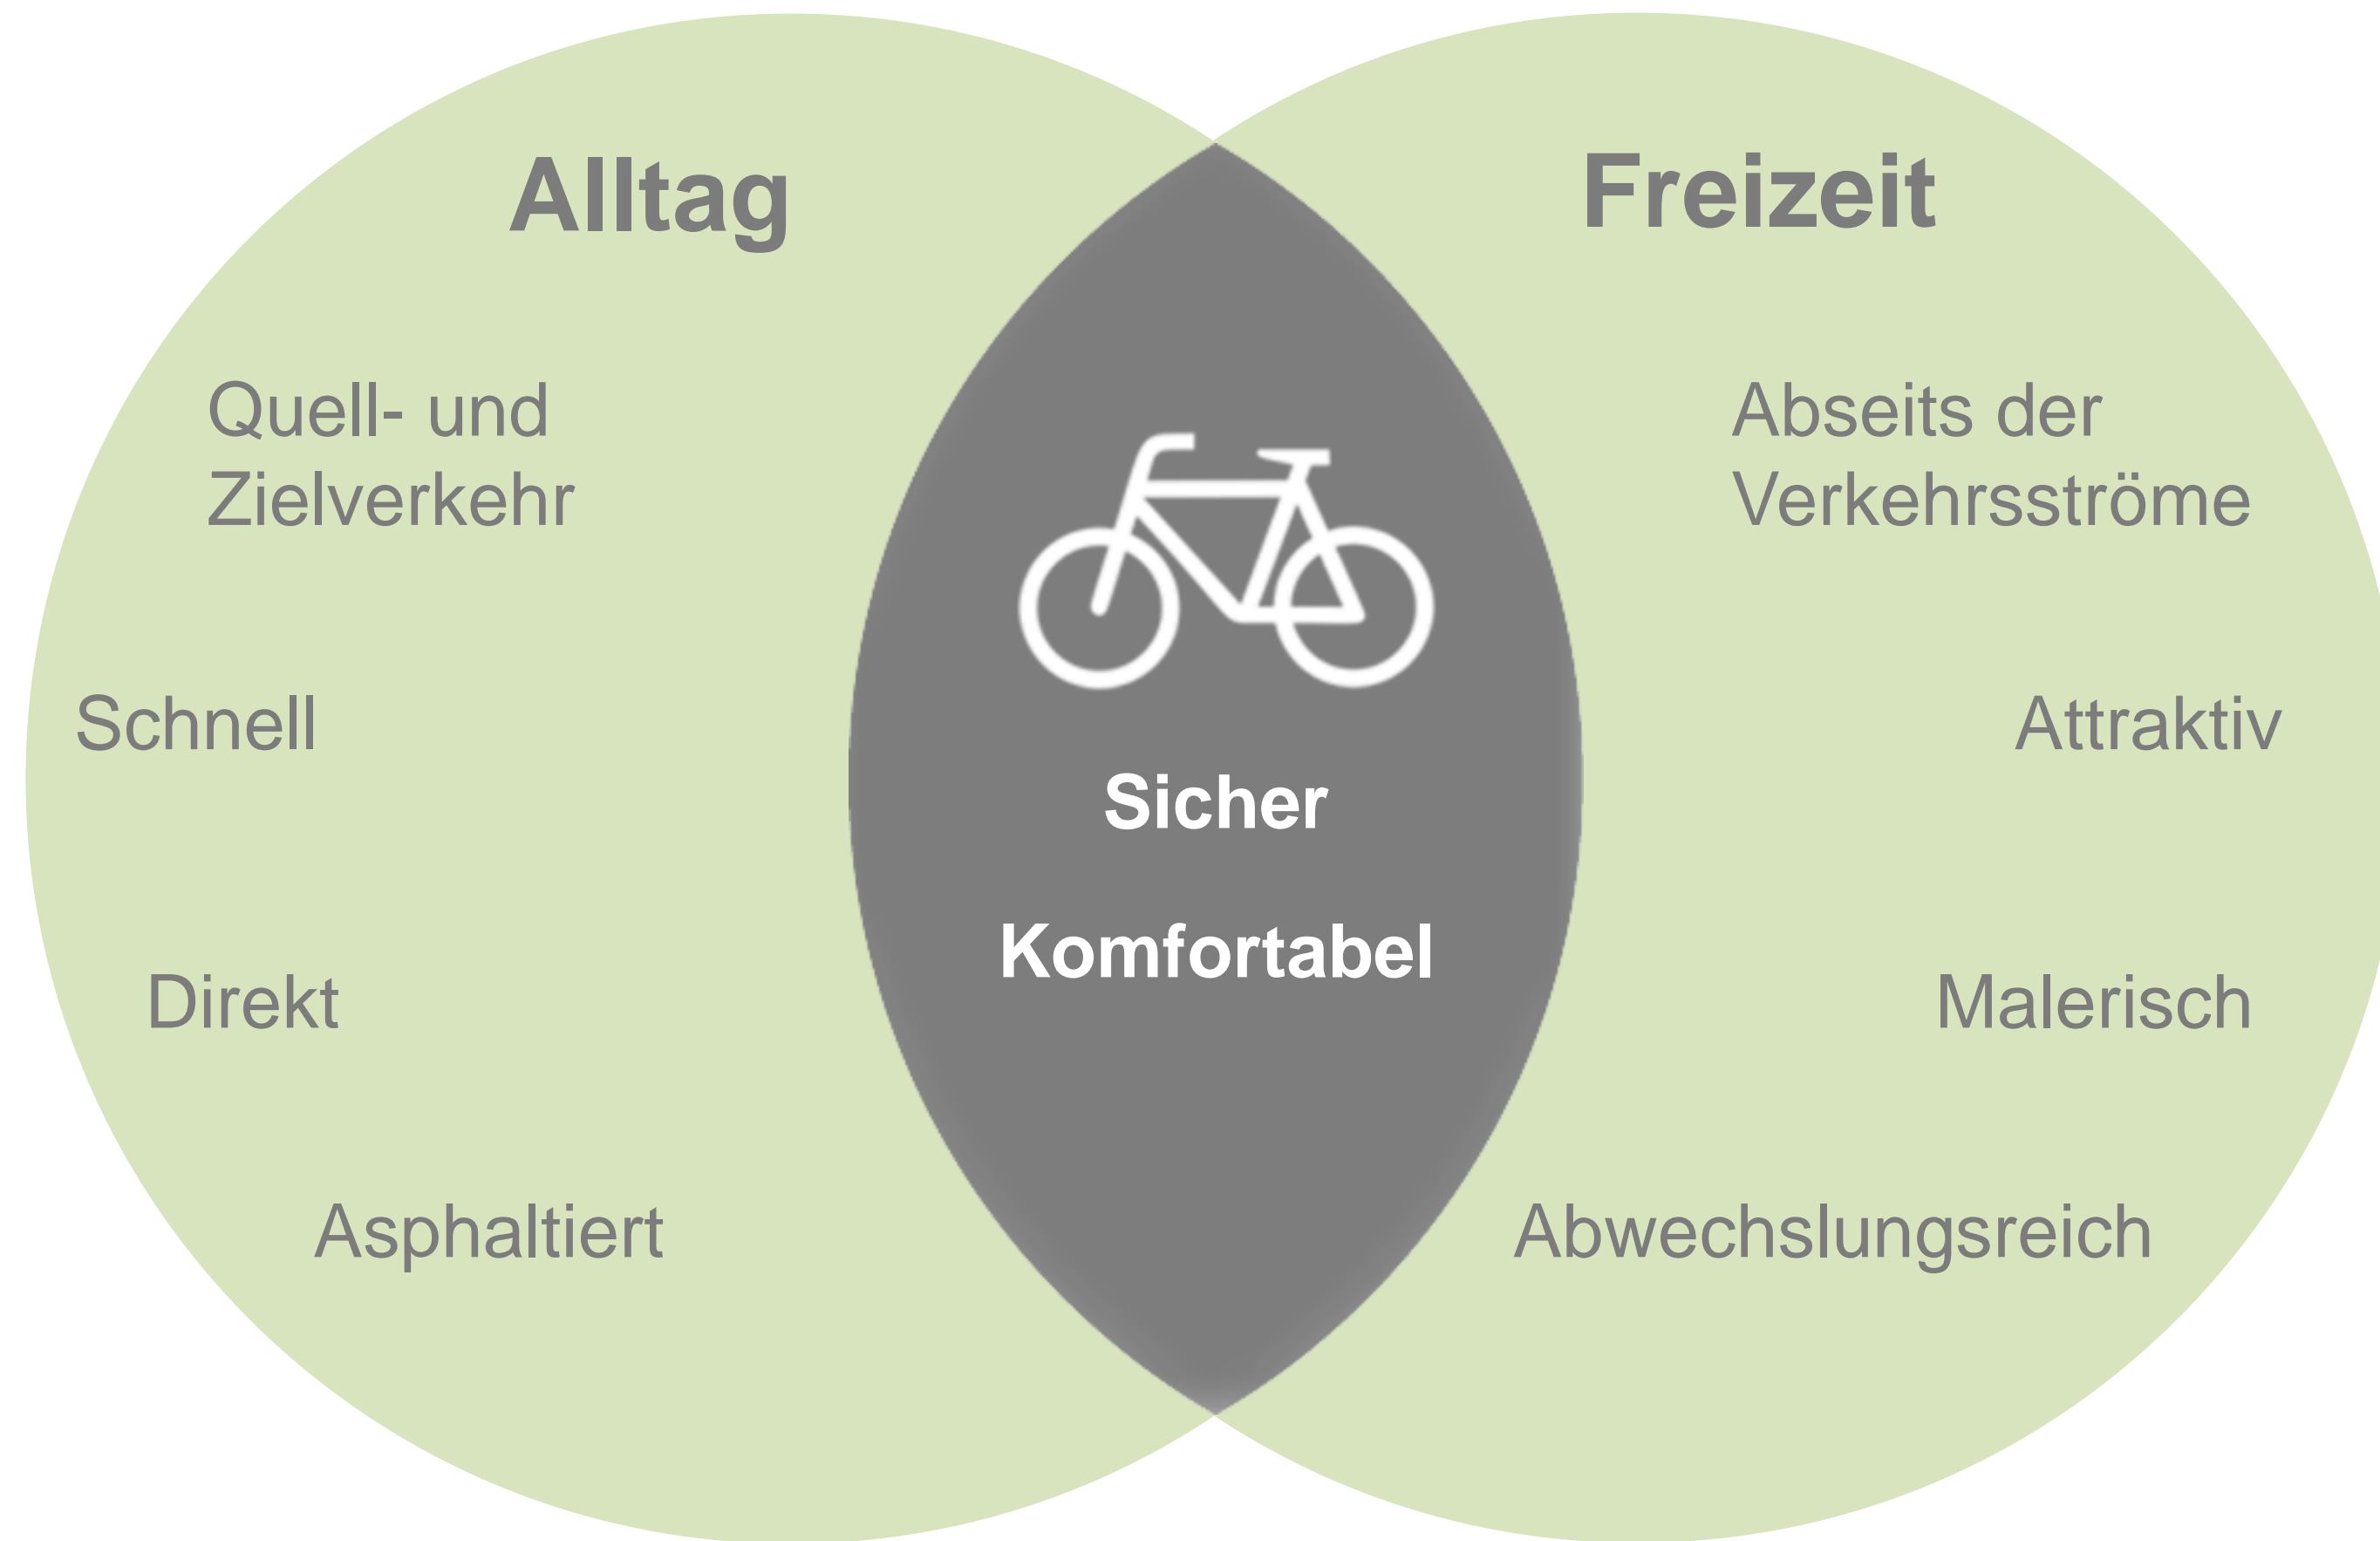 Alltag
Quell- und
Zielverkehr
Schnell
Direkt
Asphaltiert
Sicher
Komfortabel
Freizeit
Abseits der
Verkehrsströme
Attraktiv
Malerisch
Abwechslungsreich